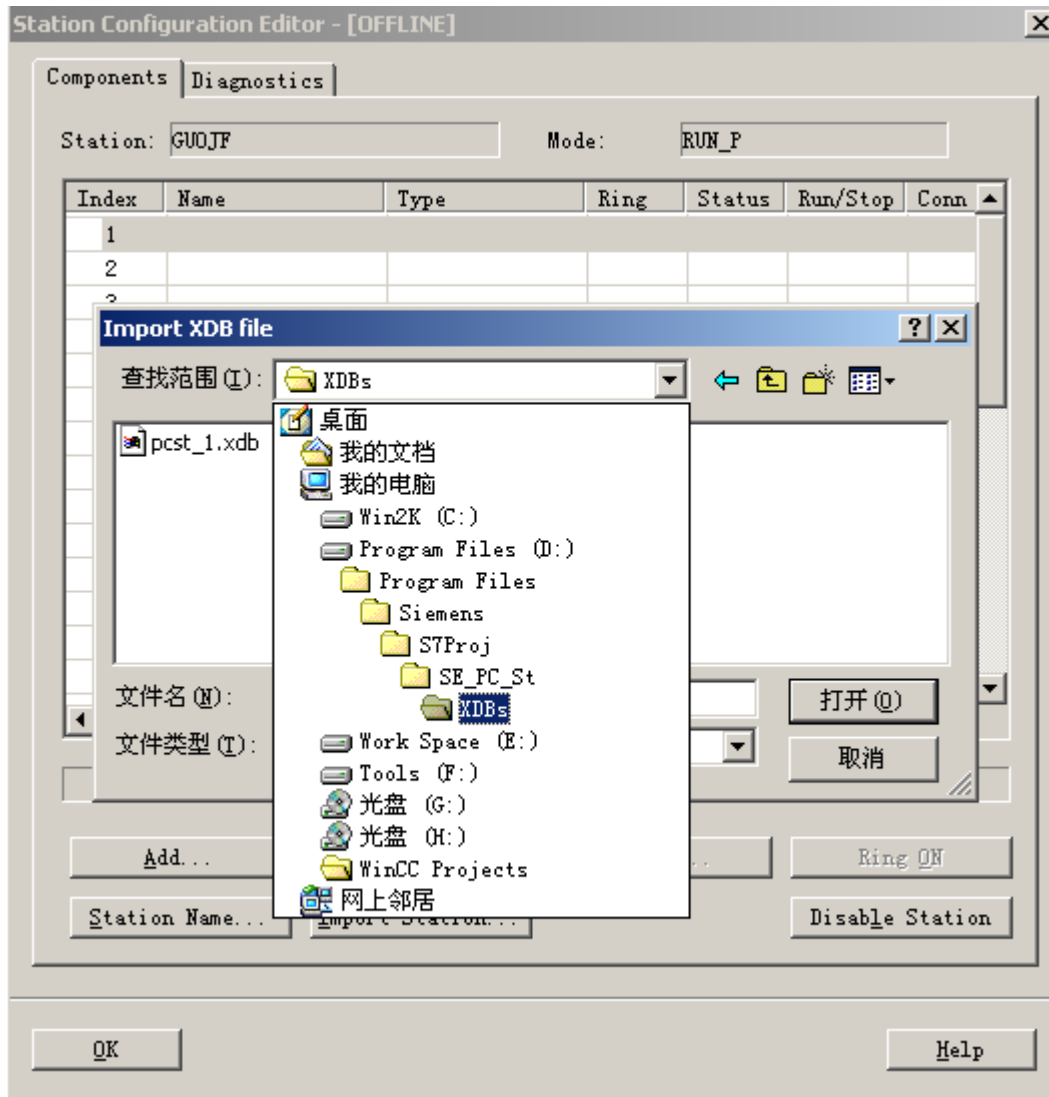 Station Configuration Editor - [OFFLINE]
Components Diagnostics
Station: GUOJF Mode: RUN_P
Index Name Type Ring Status Run/Stop Conn
1
2
Import XDB file
查找范围(I): XDBs
pcst_1.xdb
桌面
我的文档
我的电脑
Win2K (C:)
Program Files (D:)
Program Files
Siemens
S7Proj
SE_PC_St
XDBs
Work Space (E:)
Tools (F:)
光盘 (G:)
光盘 (H:)
WinCC Projects
网上邻居
文件名(N): 打开(O)
文件类型(T): 取消
Add... Ring ON
Station Name... Import Station... Disable Station
OK Help